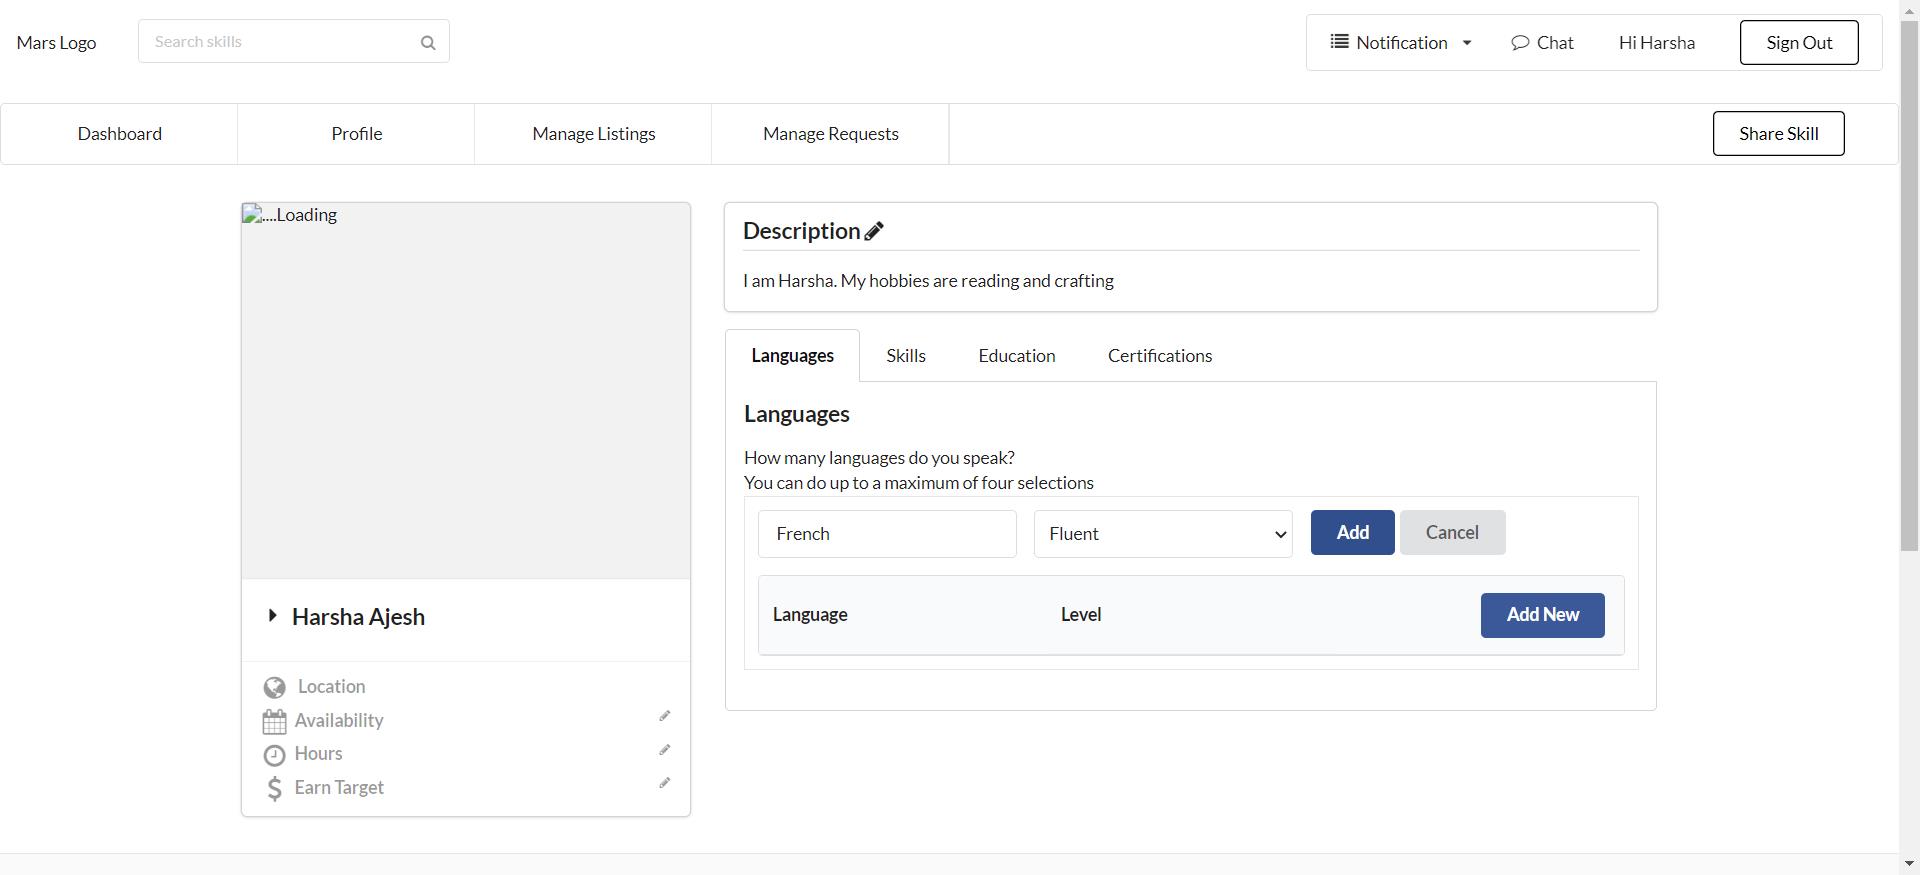 Mars Logo
Search skills
Notification
Chat
Hi Harsha
Sign Out
Dashboard
Profile
Manage Listings
Manage Requests
Share Skill
....Loading
Harsha Ajesh
Location
Availability
Hours
Earn Target
Description
I am Harsha. My hobbies are reading and crafting
Languages
Skills
Education
Certifications
Languages
How many languages do you speak?
You can do up to a maximum of four selections
French
Fluent
Add
Cancel
Language
Level
Add New